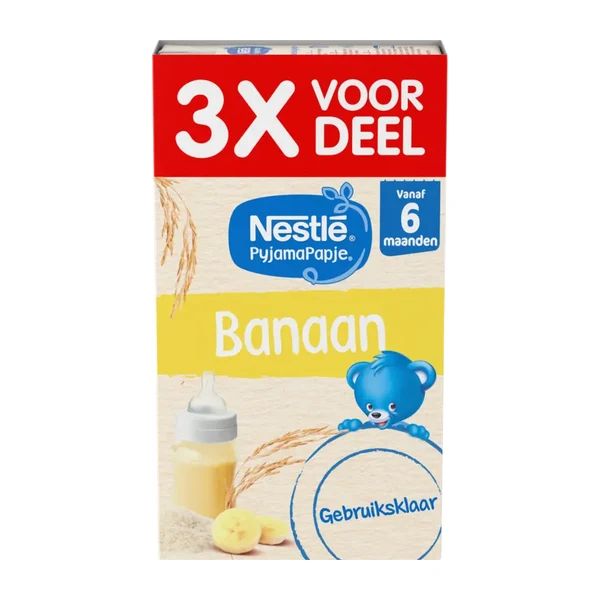 3X VOOR
DEEL
Nestlé®
PyjamaPapje®
Vanaf
6
maanden
Banaan
Gebruiksklaar